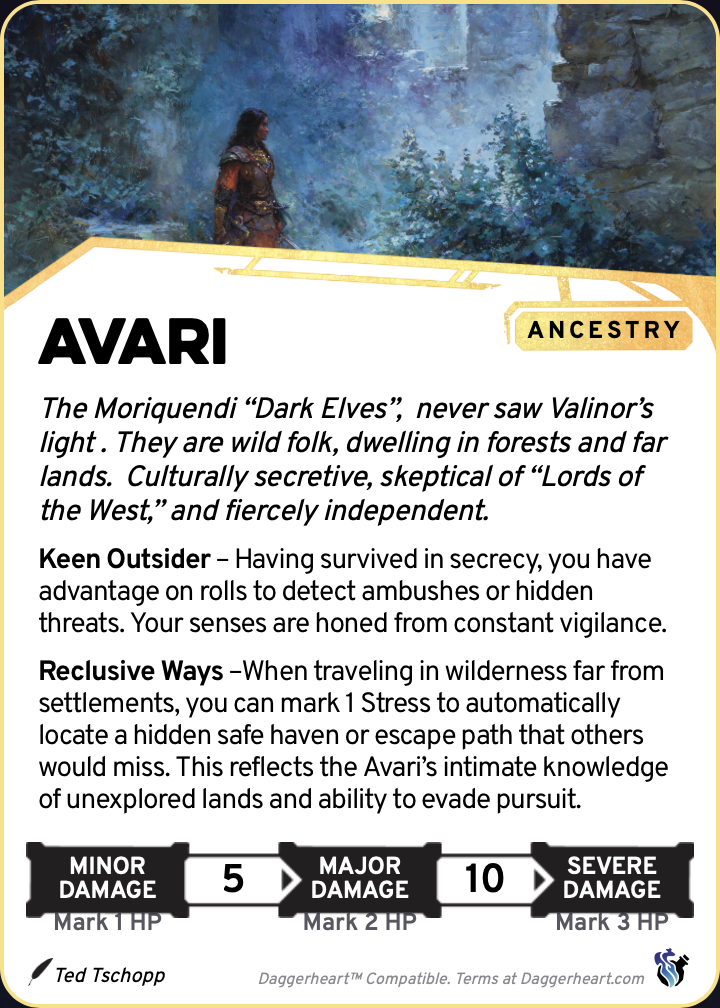 AVARI
ANCESTRY
The Moriquendi “Dark Elves”,  never saw Valinor’s
light . They are wild folk, dwelling in forests and far
lands.  Culturally secretive, skeptical of “Lords of
the West,” and fiercely independent.
Keen Outsider – Having survived in secrecy, you have
advantage on rolls to detect ambushes or hidden
threats. Your senses are honed from constant vigilance.
Reclusive Ways –When traveling in wilderness far from
settlements, you can mark 1 Stress to automatically
locate a hidden safe haven or escape path that others
would miss. This reflects the Avari’s intimate knowledge
of unexplored lands and ability to evade pursuit.
MINOR DAMAGE 5 MAJOR DAMAGE 10 SEVERE DAMAGE
Mark 1 HP Mark 2 HP Mark 3 HP
Ted Tschopp
Daggerheart™ Compatible. Terms at Daggerheart.com